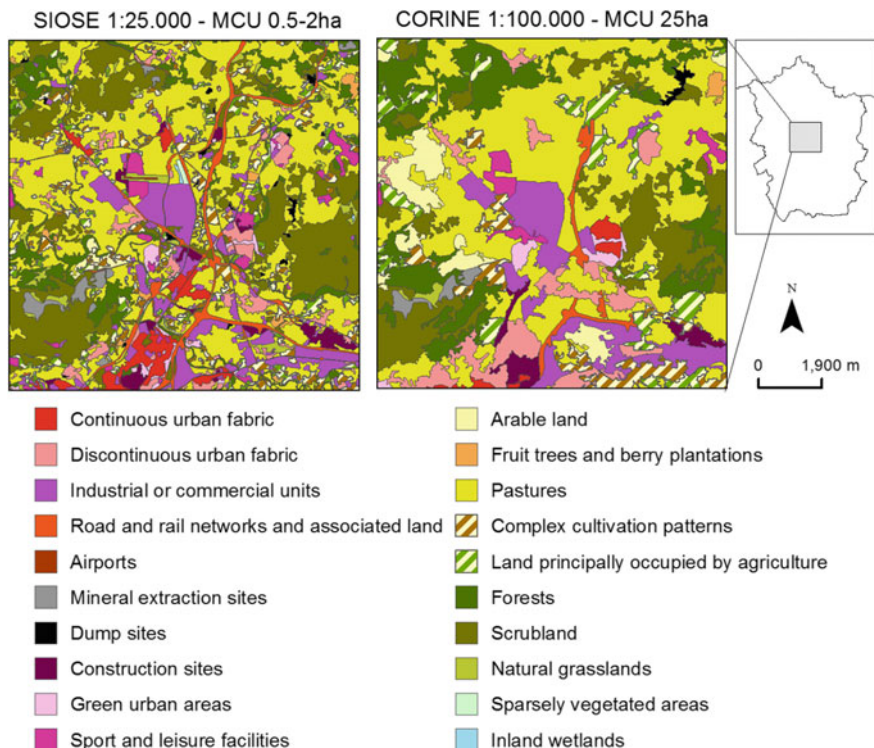 SIOSE 1:25.000 - MCU 0.5-2ha
CORINE 1:100.000 - MCU 25ha
N
0 1,900 m
Continuous urban fabric
Discontinuous urban fabric
Industrial or commercial units
Road and rail networks and associated land
Airports
Mineral extraction sites
Dump sites
Construction sites
Green urban areas
Sport and leisure facilities
Arable land
Fruit trees and berry plantations
Pastures
Complex cultivation patterns
Land principally occupied by agriculture
Forests
Scrubland
Natural grasslands
Sparsely vegetated areas
Inland wetlands